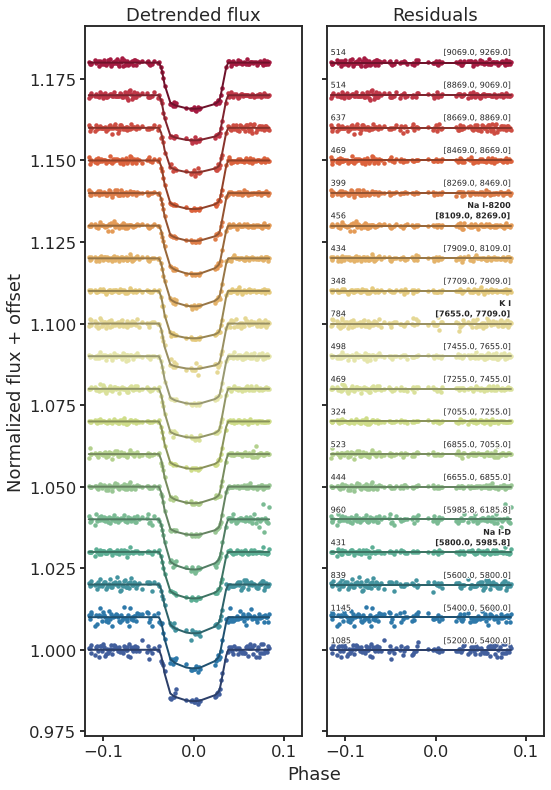 Detrended flux
Residuals
514 [9069.0, 9269.0]
514 [8869.0, 9069.0]
637 [8669.0, 8869.0]
469 [8469.0, 8669.0]
399 [8269.0, 8469.0]
Na I-8200
456 [8109.0, 8269.0]
434 [7909.0, 8109.0]
348 [7709.0, 7909.0]
K I
784 [7655.0, 7709.0]
498 [7455.0, 7655.0]
469 [7255.0, 7455.0]
324 [7055.0, 7255.0]
523 [6855.0, 7055.0]
444 [6655.0, 6855.0]
960 [5985.8, 6185.8]
Na I-D
431 [5800.0, 5985.8]
839 [5600.0, 5800.0]
1145 [5400.0, 5600.0]
1085 [5200.0, 5400.0]
1.175
1.150
1.125
1.100
1.075
1.050
1.025
1.000
0.975
Normalized flux + offset
−0.1 0.0 0.1
−0.1 0.0 0.1
Phase